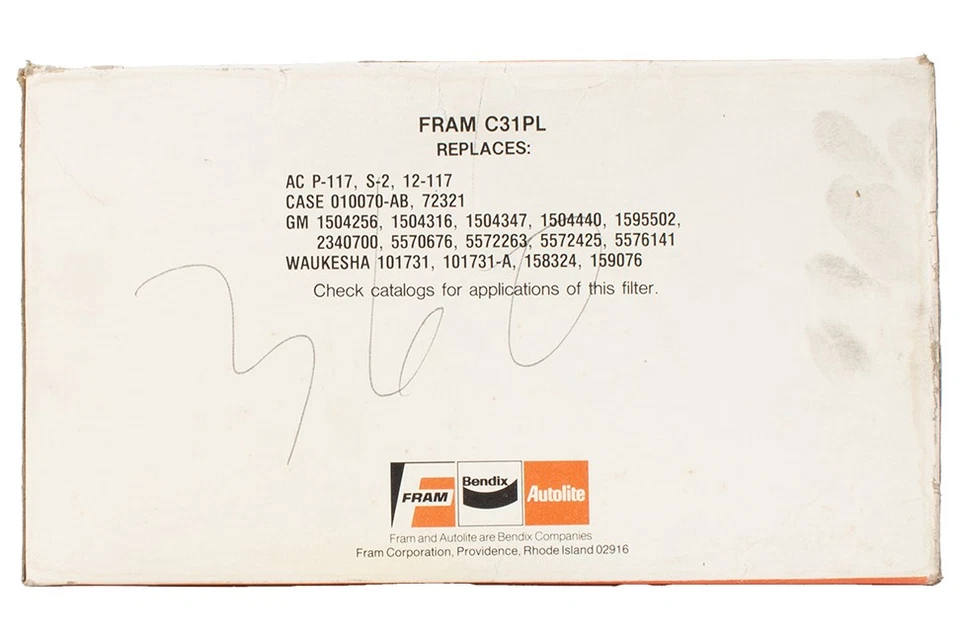 FRAM C31PL
REPLACES:
AC P-117, S-2, 12-117
CASE 010070-AB, 72321
GM 1504256, 1504316, 1504347, 1504440, 1595502,
2340700, 5570676, 5572263, 5572425, 5576141
WAUKESHA 101731, 101731-A, 158324, 159076
Check catalogs for applications of this filter.
360
FRAM Bendix Autolite
Fram and Autolite are Bendix Companies
Fram Corporation, Providence, Rhode Island 02916